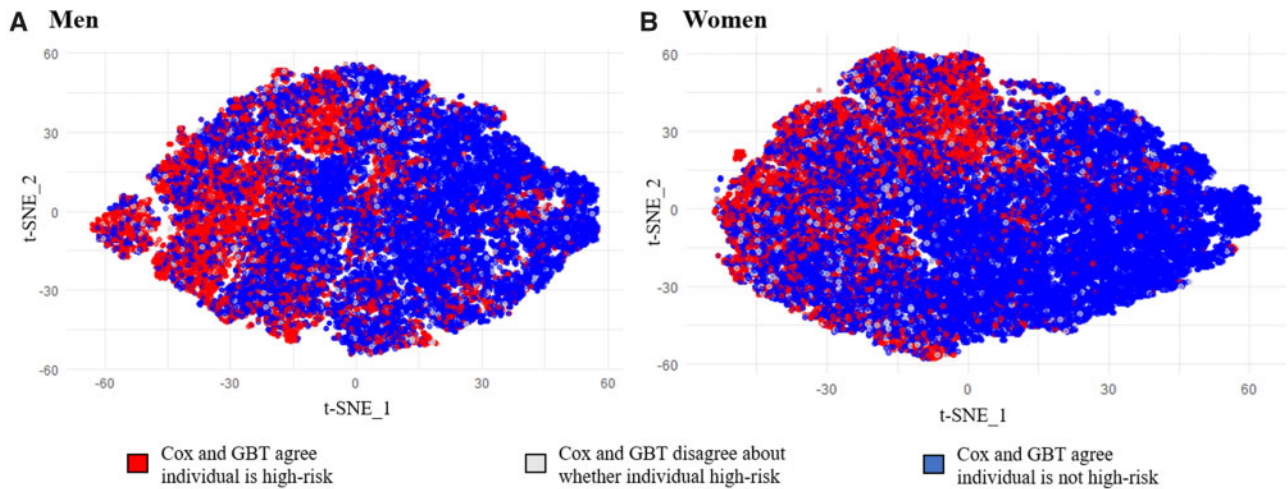 A Men
60
30
0
-30
-60
t-SNE_2
-60 -30 0 30 60
t-SNE_1
B Women
60
30
0
-30
-60
t-SNE_2
-30 0 30 60
t-SNE_1
Cox and GBT agree
individual is high-risk
Cox and GBT disagree about
whether individual high-risk
Cox and GBT agree
individual is not high-risk